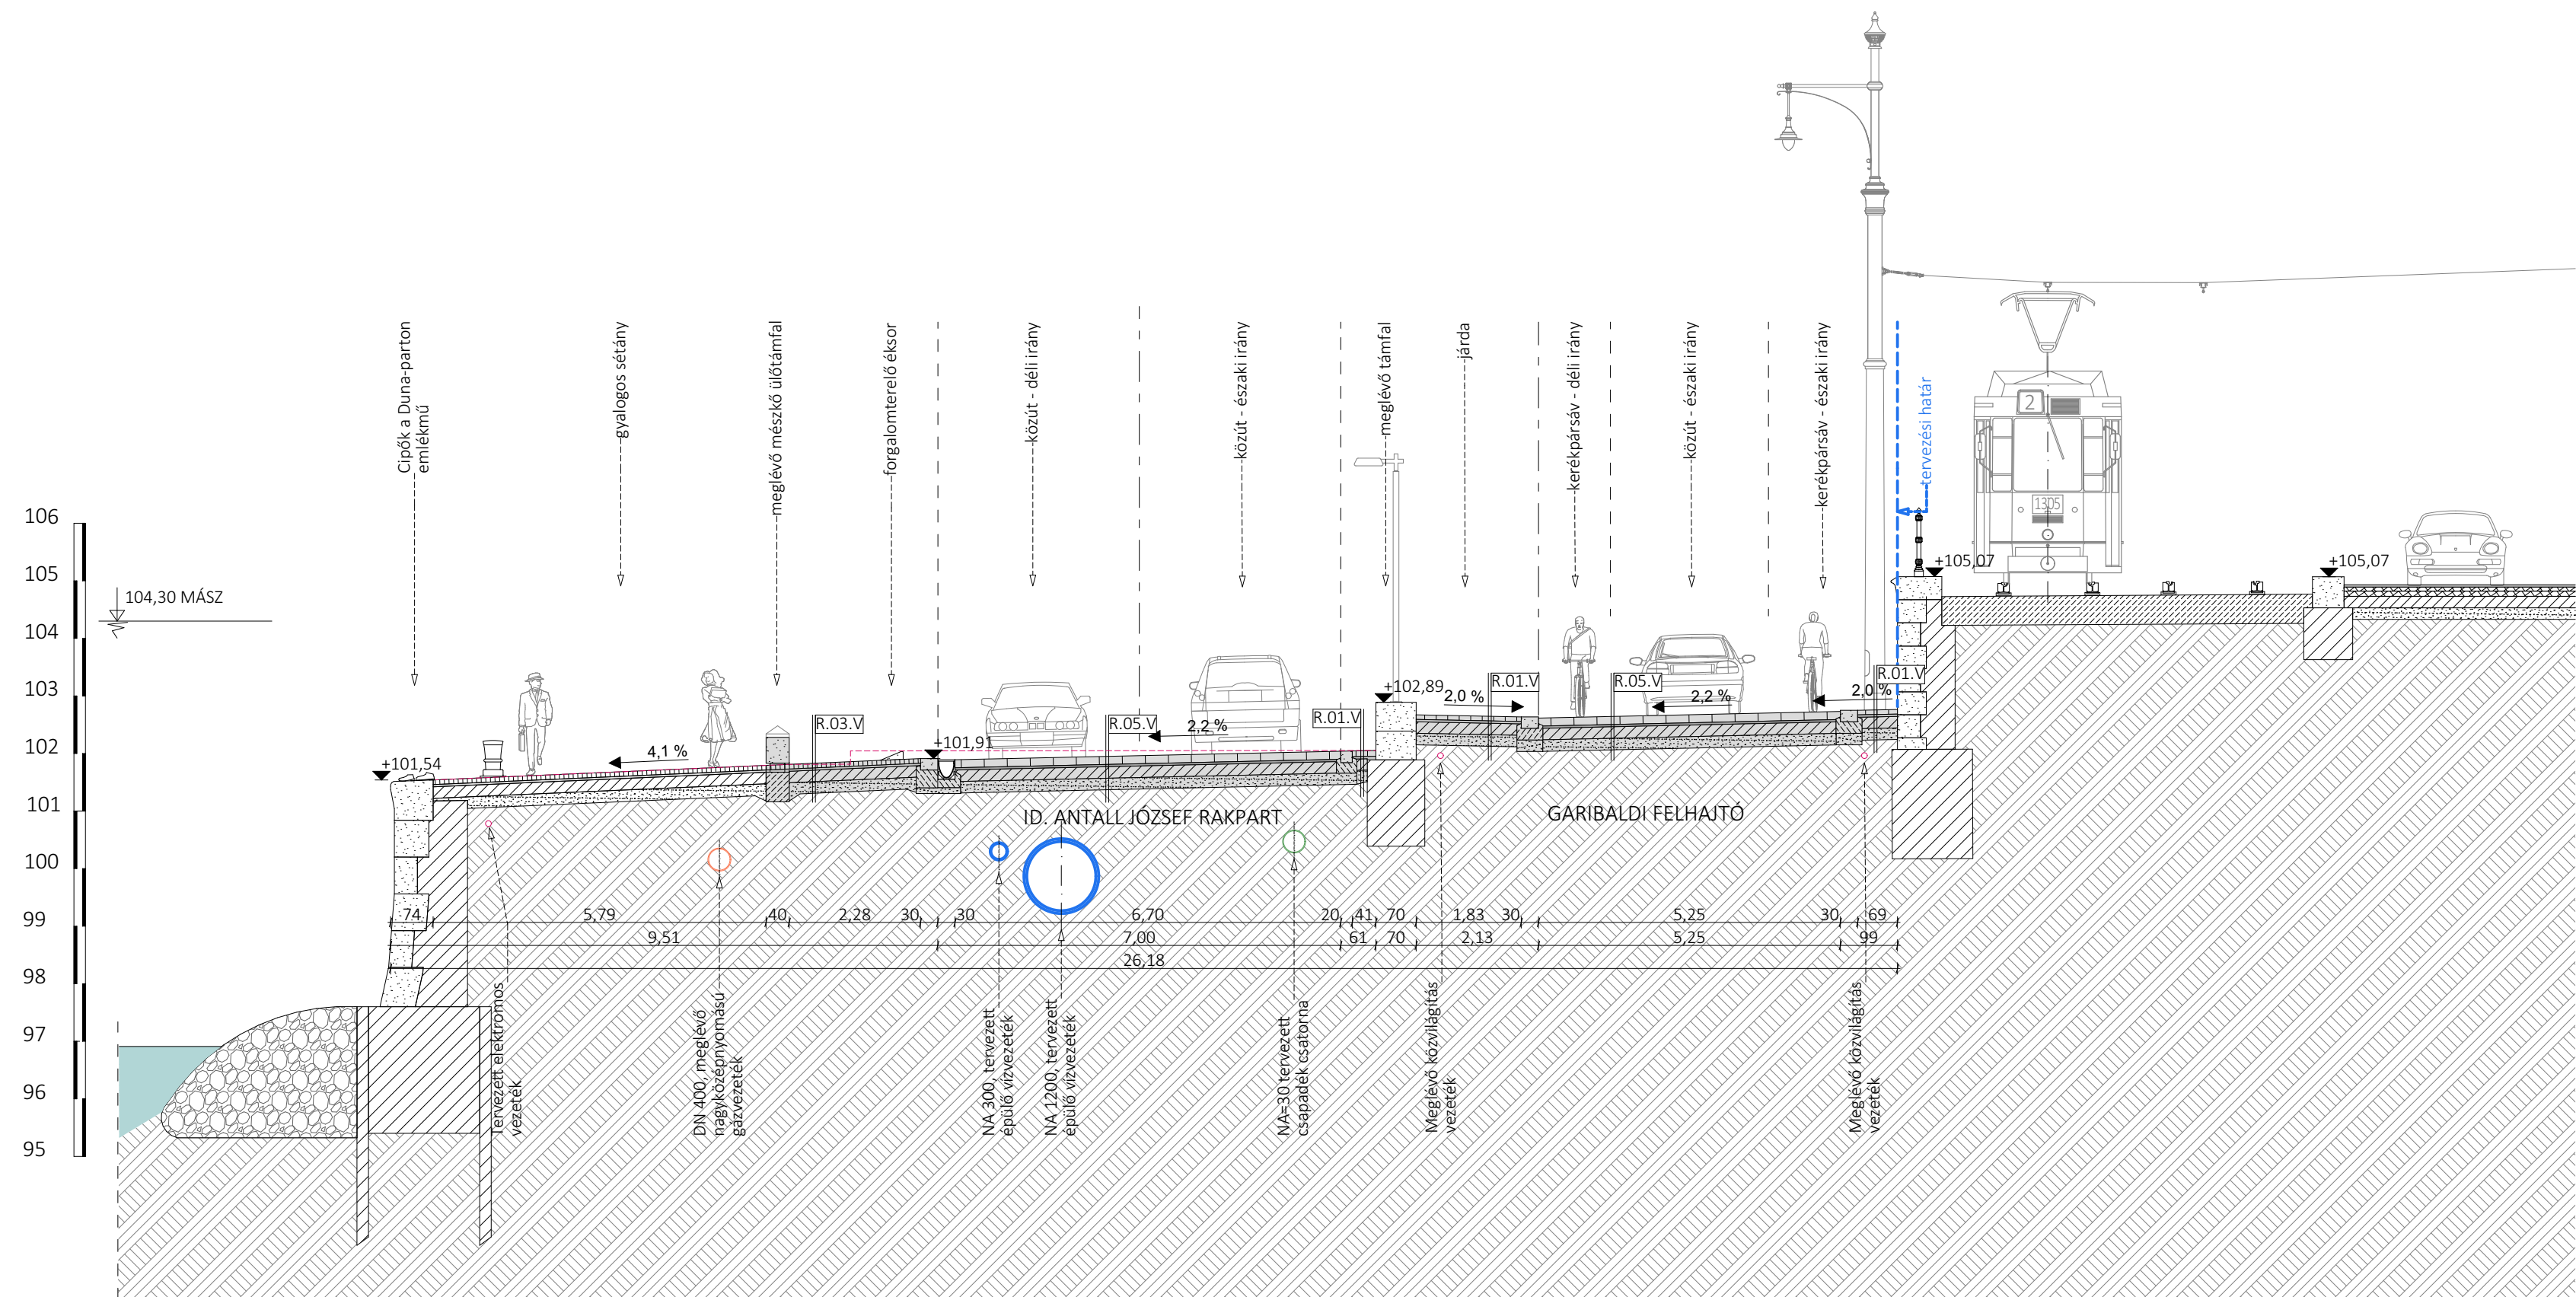 Cipők a Duna-parton
emlékmű
gyalogos sétány
meglévő mészkő ülőtámfal
forgalomterelő éksor
közút - déli irány
közút - északi irány
meglévő támfal
járda
kerékpársáv - déli irány
közút - északi irány
kerékpársáv - északi irány
tervezési határ
2
1305
106
105
104
103
102
101
100
99
98
97
96
95
104,30 MÁSZ
+105,07
+105,07
+102,89
+101,91
+101,54
4,1 %
2,2 %
2,0 %
2,2 %
2,0 %
R.03.V
R.05.V
R.01.V
R.01.V
R.05.V
R.01.V
ID. ANTALL JÓZSEF RAKPART
GARIBALDI FELHAJTÓ
74 5,79 40 2,28 30 30 6,70 20 41 70 1,83 30 5,25 30 69
9,51 7,00 61 70 2,13 5,25 99
26,18
Tervezett elektromos
vezeték
DN 400, meglévő
nagyközépnyomású
gázvezeték
NA 300, tervezett
épülő vízvezeték
NA 1200, tervezett
épülő vízvezeték
NA=30 tervezett
csapadék csatorna
Meglévő közvilágítás
vezeték
Meglévő közvilágítás
vezeték